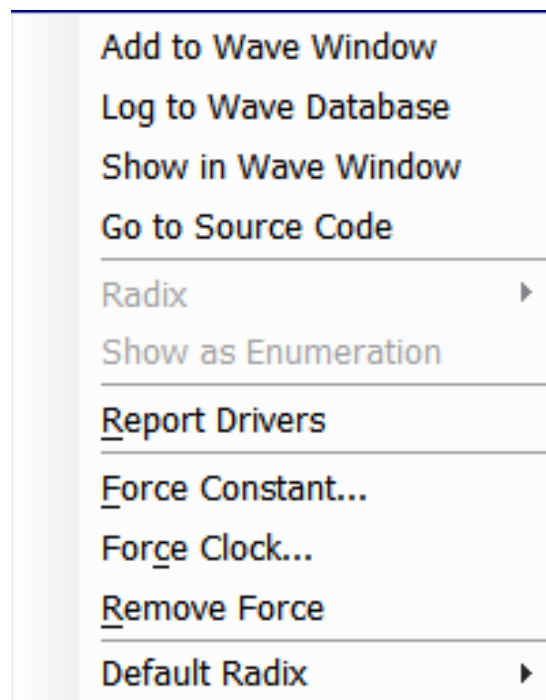 Add to Wave Window
Log to Wave Database
Show in Wave Window
Go to Source Code
Radix
Show as Enumeration
Report Drivers
Force Constant...
Force Clock...
Remove Force
Default Radix